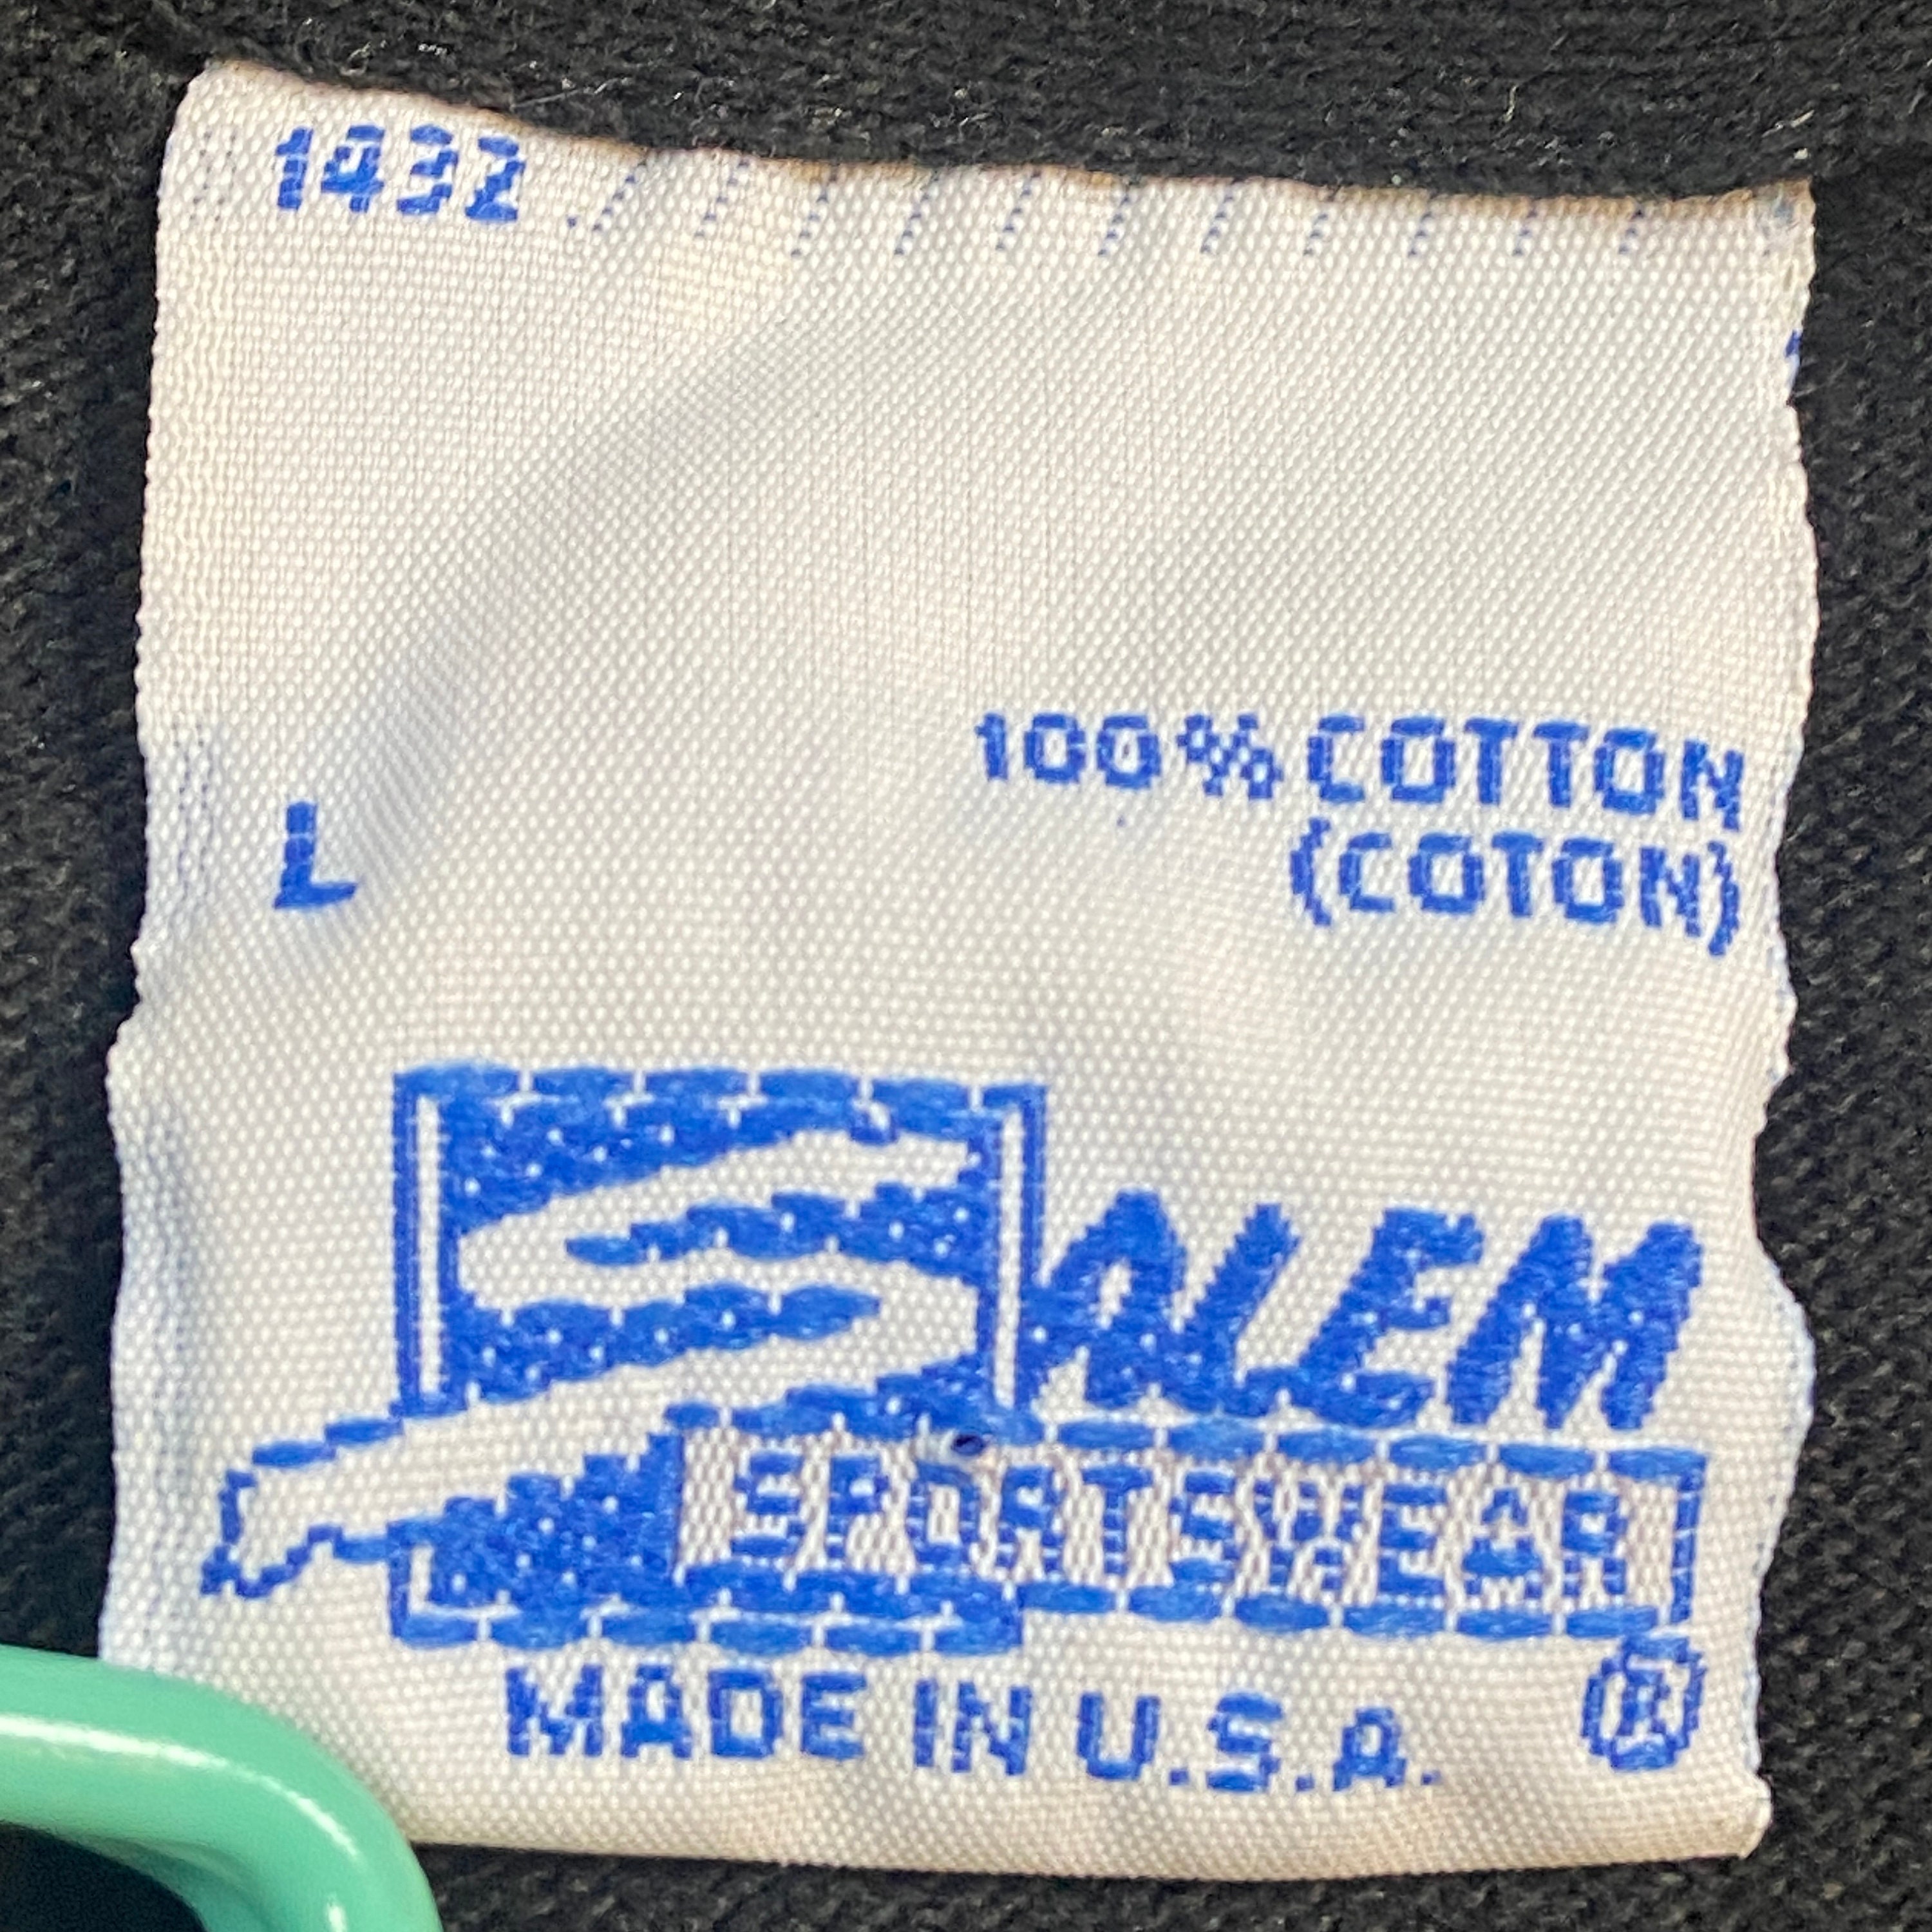 1432
100% COTTON
(COTON)
L
SALEM
SPORTSWEAR
®
MADE IN U.S.A.